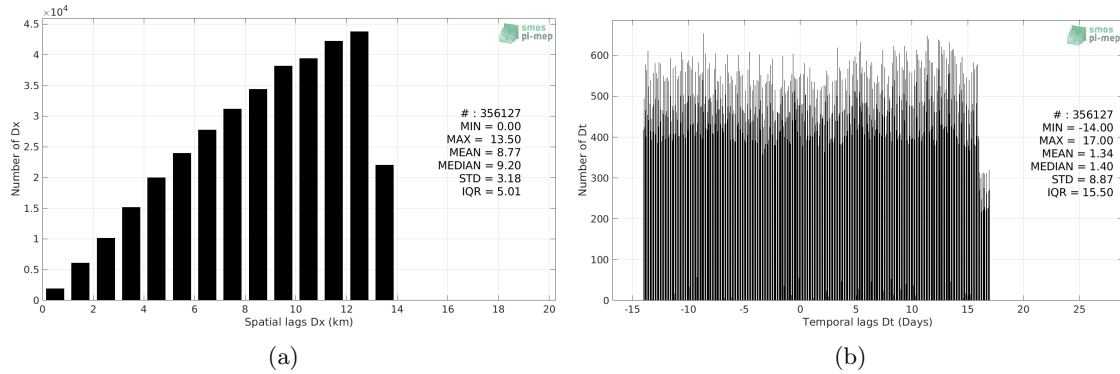 ×10⁴
4.5
4
3.5
3
2.5
2
1.5
1
0.5
0
Number of Dx
0 2 4 6 8 10 12 14 16 18 20
Spatial lags Dx (km)
smos
pi-mep
# : 356127
MIN = 0.00
MAX = 13.50
MEAN = 8.77
MEDIAN = 9.20
STD = 3.18
IQR = 5.01
(a)
600
500
400
300
200
100
0
Number of Dt
-15 -10 -5 0 5 10 15 20 25
Temporal lags Dt (Days)
smos
pi-mep
# : 356127
MIN = -14.00
MAX = 17.00
MEAN = 1.34
MEDIAN = 1.40
STD = 8.87
IQR = 15.50
(b)